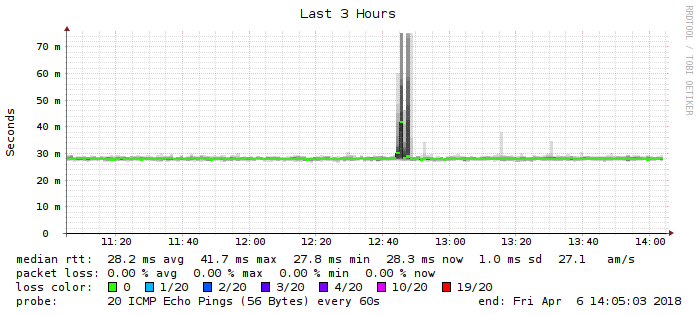 Last 3 Hours
RRDTOOL / TOBI OETIKER
Seconds
70 m
60 m
50 m
40 m
30 m
20 m
10 m
0
11:20 11:40 12:00 12:20 12:40 13:00 13:20 13:40 14:00
median rtt: 28.2 ms avg 41.7 ms max 27.8 ms min 28.3 ms now 1.0 ms sd 27.1 am/s
packet loss: 0.00 % avg 0.00 % max 0.00 % min 0.00 % now
loss color: 0 1/20 2/20 3/20 4/20 10/20 19/20
probe: 20 ICMP Echo Pings (56 Bytes) every 60s end: Fri Apr 6 14:05:03 2018